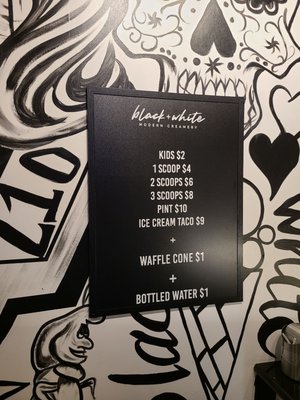 black + white
MODERN CREAMERY
KIDS $2
1 SCOOP $4
2 SCOOPS $6
3 SCOOPS $8
PINT $10
ICE CREAM TACO $9
+
WAFFLE CONE $1
+
BOTTLED WATER $1